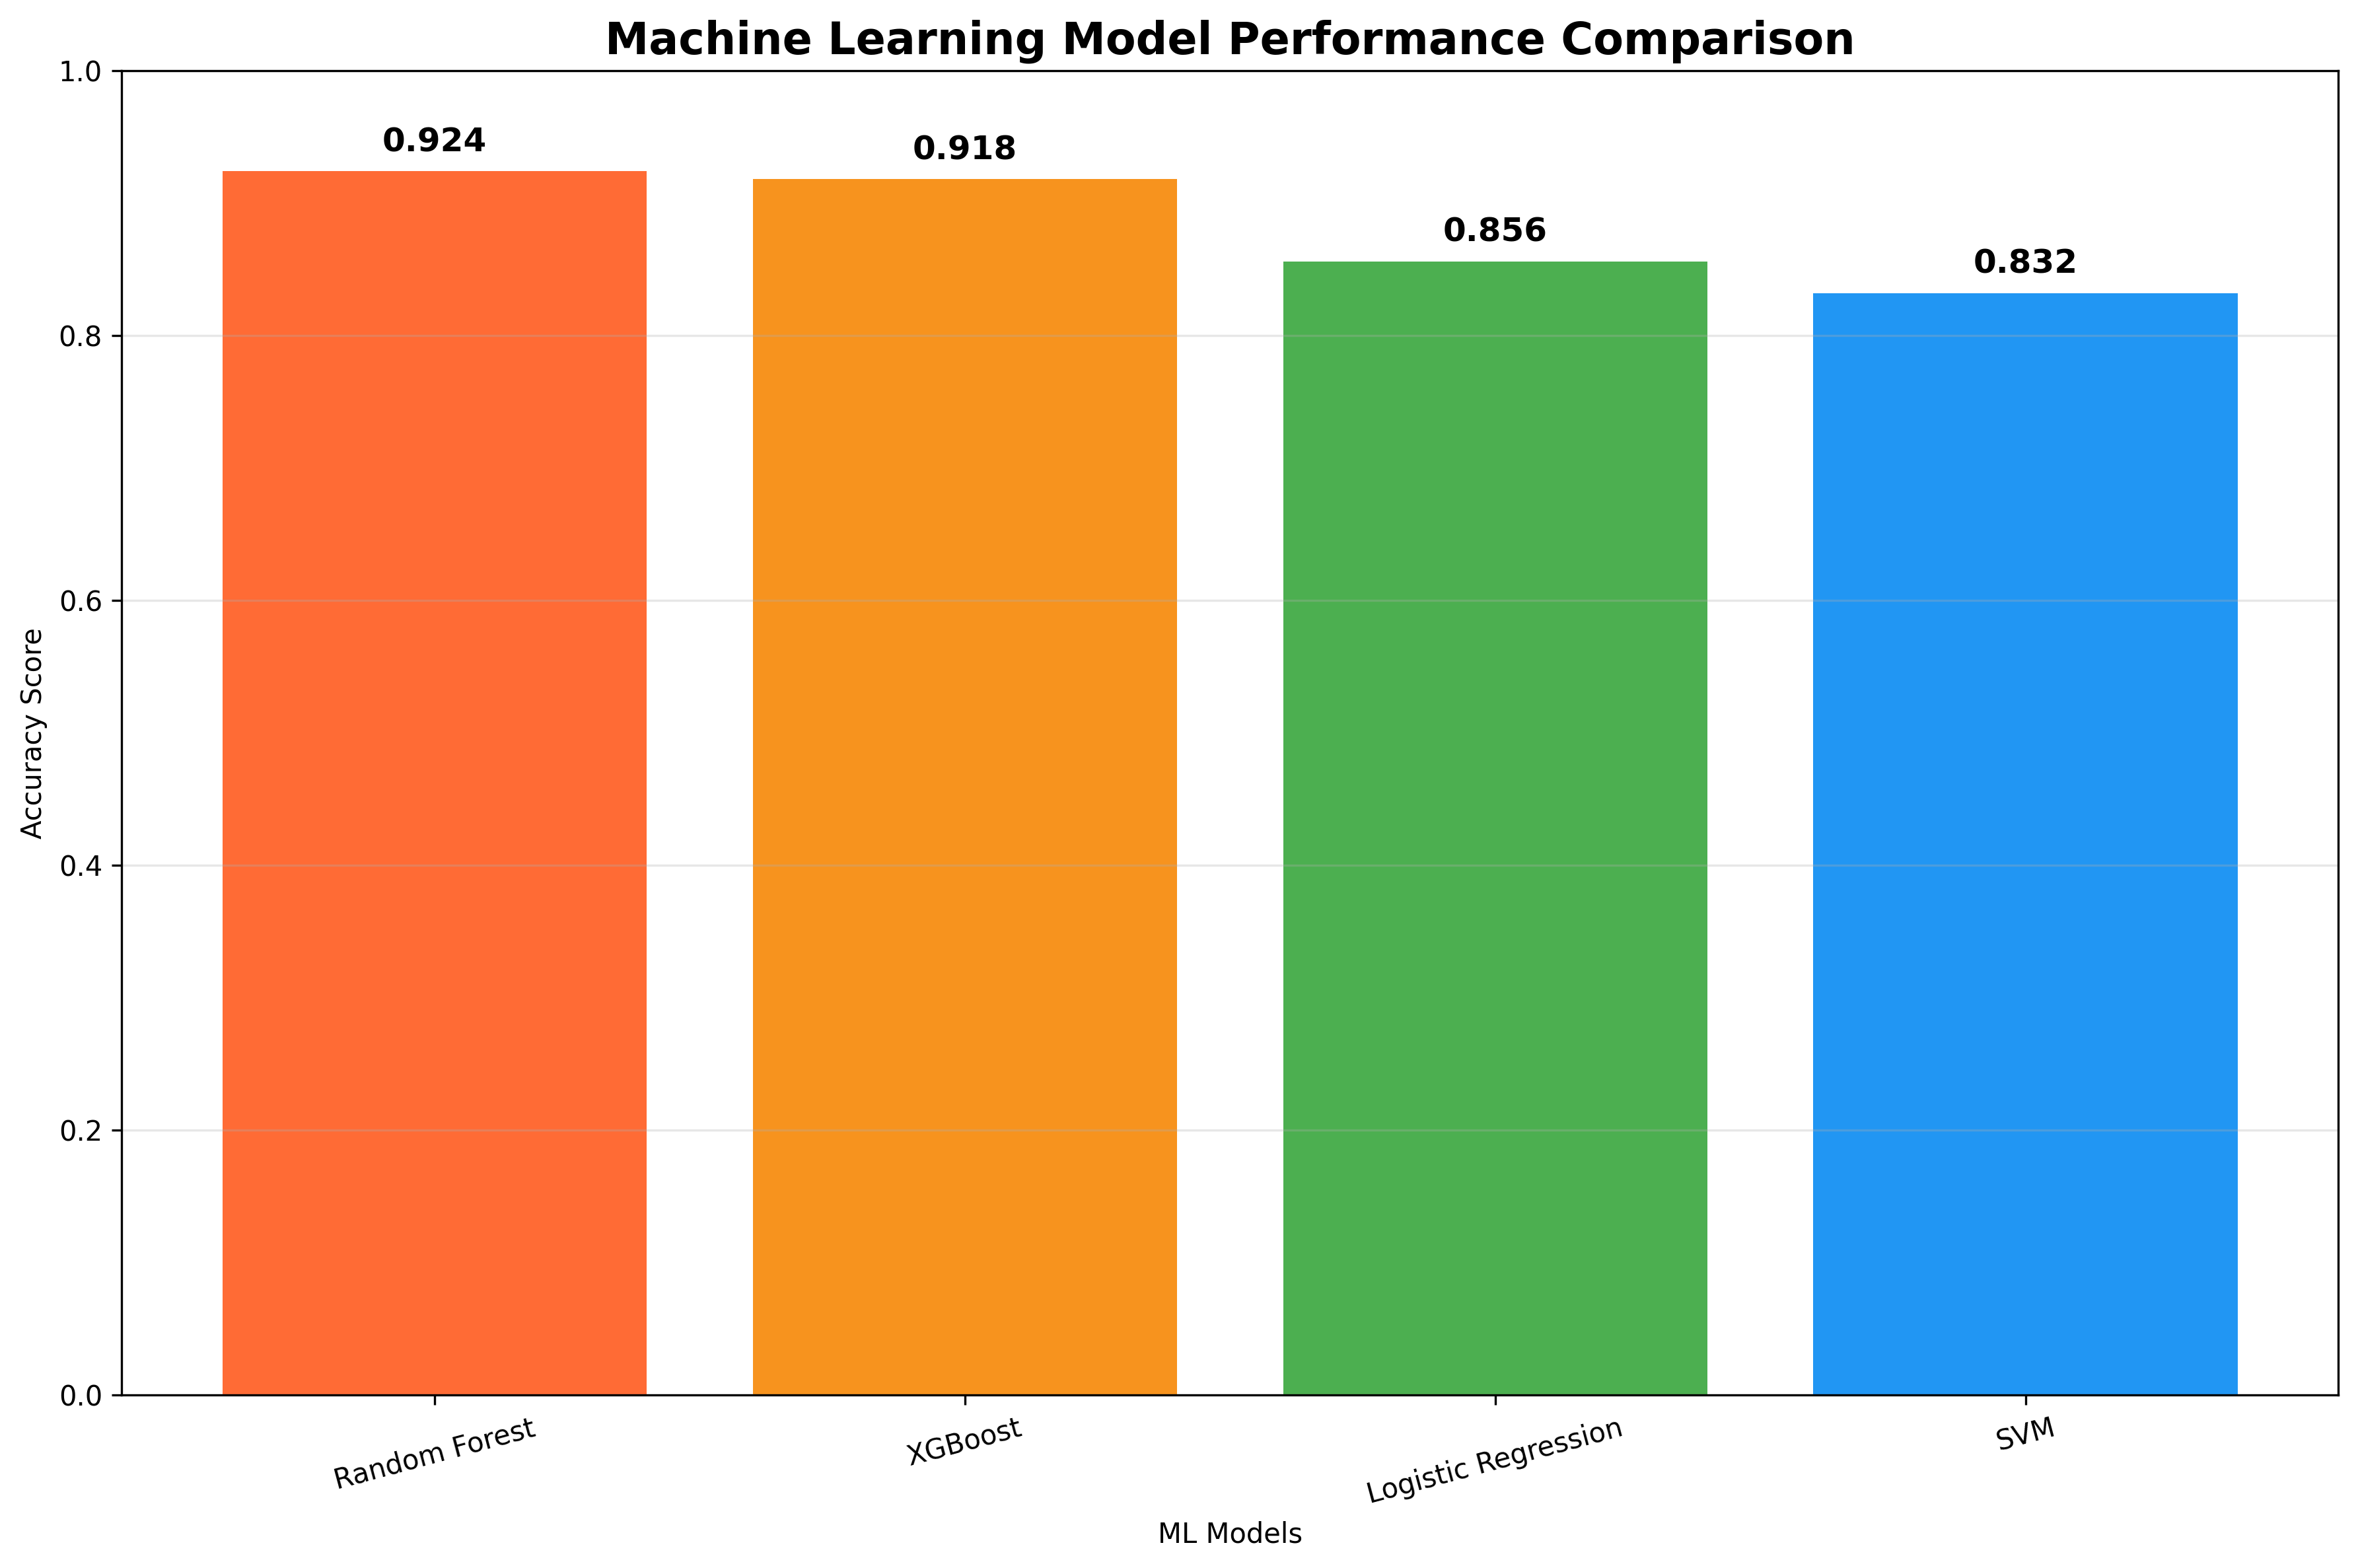 Machine Learning Model Performance Comparison
1.0
0.924
0.918
0.856
0.832
0.8
0.6
Accuracy Score
0.4
0.2
0.0
Random Forest
XGBoost
Logistic Regression
SVM
ML Models